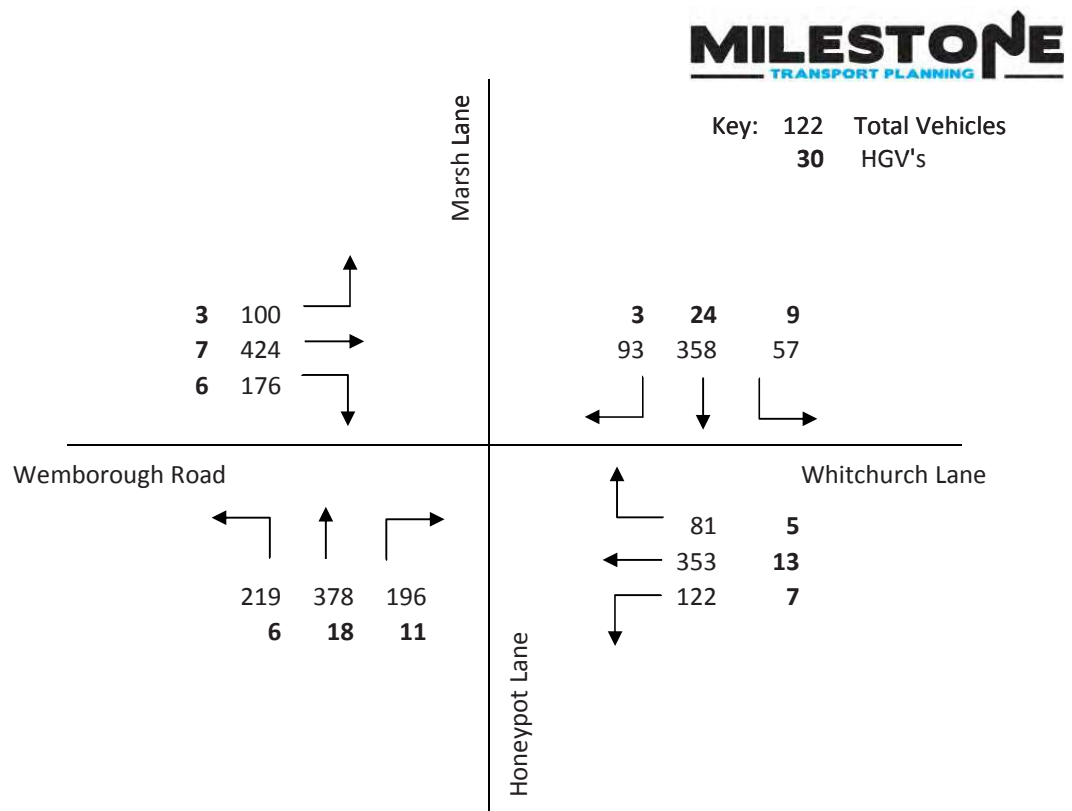 MILESTONE
TRANSPORT PLANNING
Key: 122 Total Vehicles
30 HGV's
Marsh Lane
3 100
7 424
6 176
3 24 9
93 358 57
Wemborough Road
Whitchurch Lane
81 5
353 13
122 7
219 378 196
6 18 11
Honeypot Lane